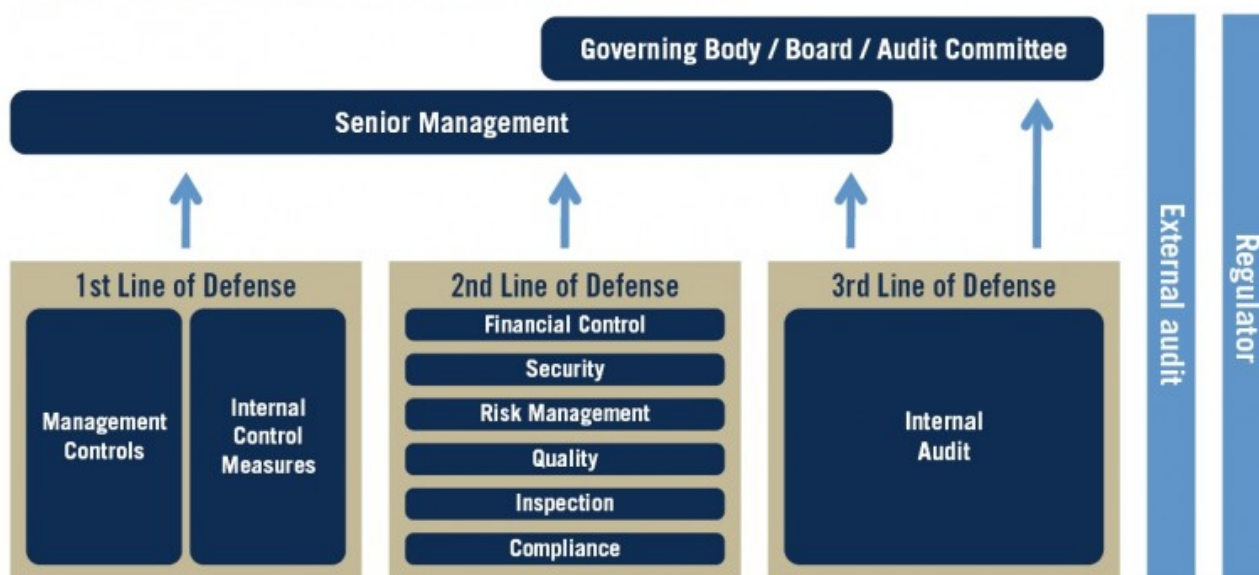 Governing Body / Board / Audit Committee
Senior Management
1st Line of Defense
Management
Controls
Internal
Control
Measures
2nd Line of Defense
Financial Control
Security
Risk Management
Quality
Inspection
Compliance
3rd Line of Defense
Internal
Audit
External audit
Regulator